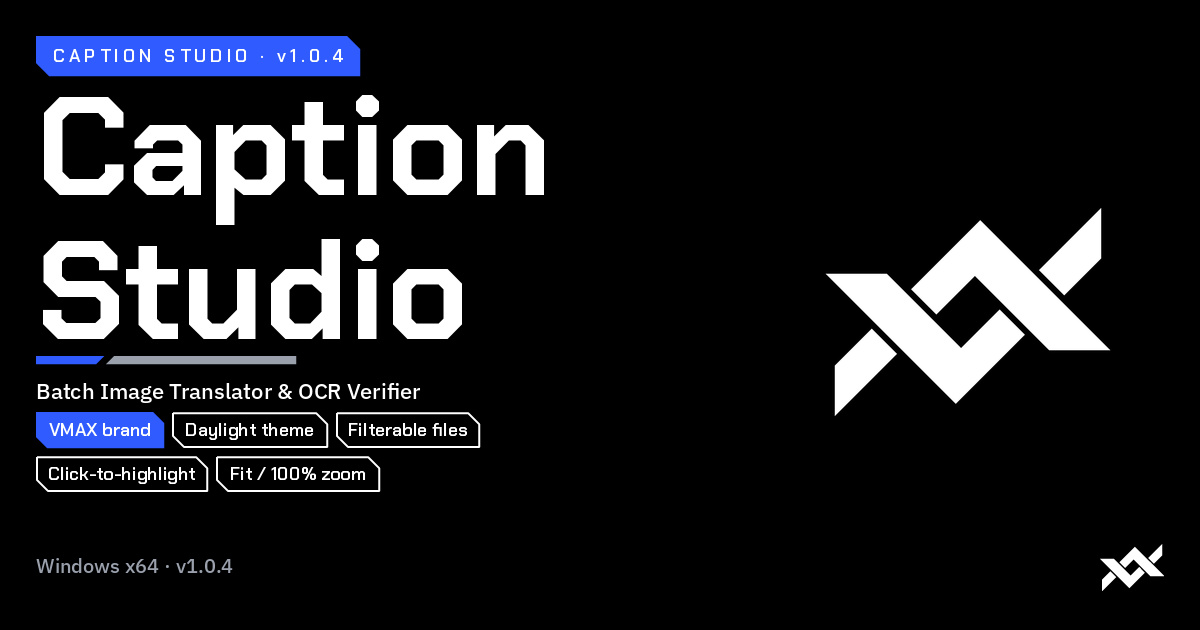 CAPTION STUDIO · v1.0.4
Caption
Studio
Batch Image Translator & OCR Verifier
VMAX brand Daylight theme Filterable files
Click-to-highlight Fit / 100% zoom
Windows x64 · v1.0.4